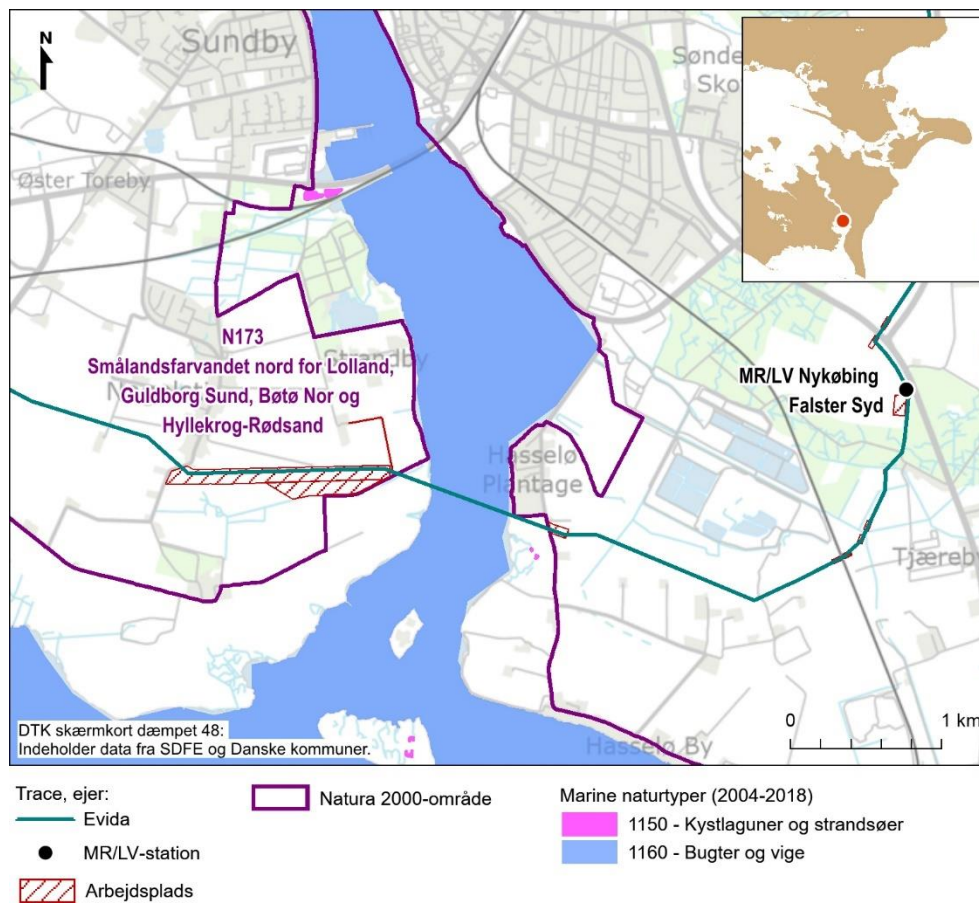 N
Sundby
Sønder
Skov
Øster Toreby
N173
Smålandsfarvandet nord for Lolland,
Guldborg Sund, Bøtø Nor og
Hyllekrog-Rødsand
Strandby
MR/LV Nykøbing
Falster Syd
Hasselø
Plantage
Tjæreby
Hasselø By
0 1 km
DTK skærmkort dæmpet 48:
Indeholder data fra SDFE og Danske kommuner.
Trace, ejer:
Evida
MR/LV-station
Arbejdsplads
Natura 2000-område
Marine naturtyper (2004-2018)
1150 - Kystlaguner og strandsøer
1160 - Bugter og vige